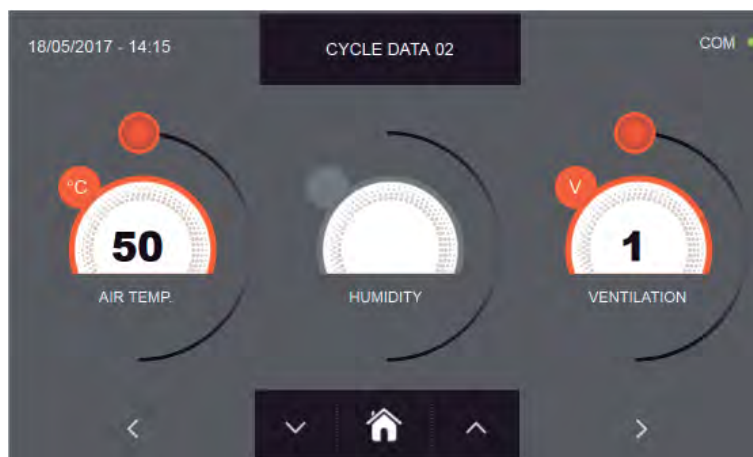 18/05/2017 - 14:15
CYCLE DATA 02
COM
°C
50
AIR TEMP.
HUMIDITY
V
1
VENTILATION